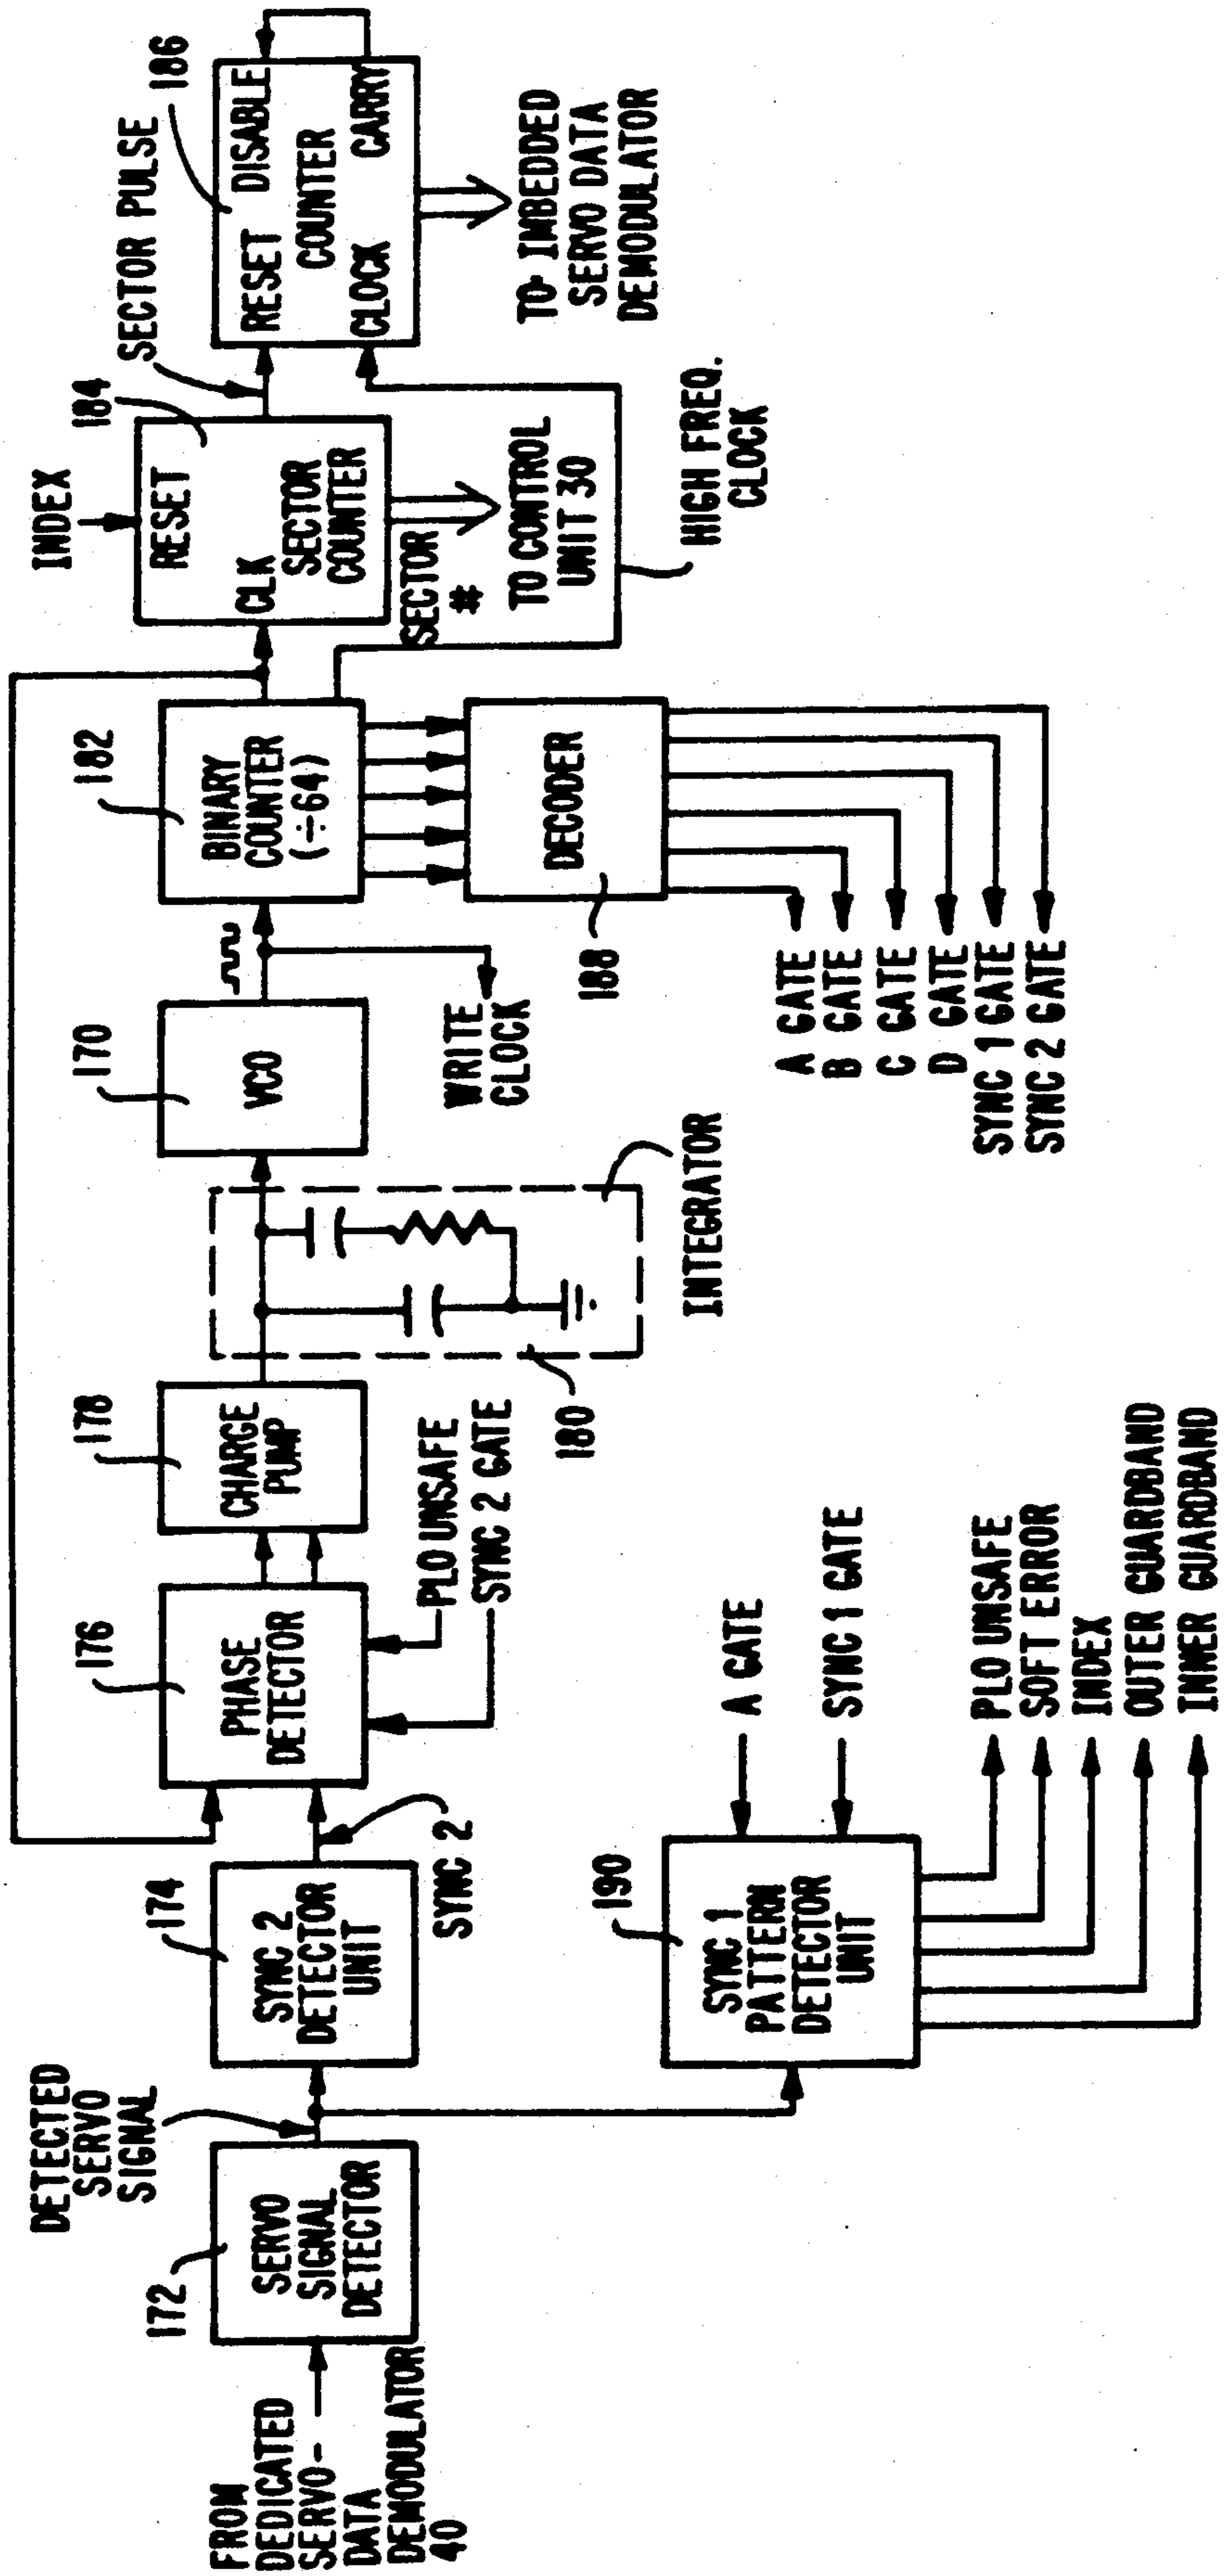 FROM
DEDICATED
SERVO-
DATA
DEMODULATOR
40
172
SERVO
SIGNAL
DETECTOR
DETECTED
SERVO
SIGNAL
174
SYNC 2
DETECTOR
UNIT
SYNC 2
176
PHASE
DETECTOR
PLO UNSAFE
SYNC 2 GATE
178
CHARGE
PUMP
180
INTEGRATOR
170
VCO
WRITE
CLOCK
182
BINARY
COUNTER
(÷64)
188
DECODER
A GATE
B GATE
C GATE
D GATE
SYNC 1 GATE
SYNC 2 GATE
INDEX
184
RESET
CLK
SECTOR
COUNTER
SECTOR
#
TO CONTROL
UNIT 30
HIGH FREQ.
CLOCK
SECTOR PULSE
186
RESET DISABLE
COUNTER
CLOCK CARRY
TO IMBEDDED
SERVO DATA
DEMODULATOR
190
SYNC 1
PATTERN
DETECTOR
UNIT
A GATE
SYNC 1 GATE
PLO UNSAFE
SOFT ERROR
INDEX
OUTER GUARDBAND
INNER GUARDBAND